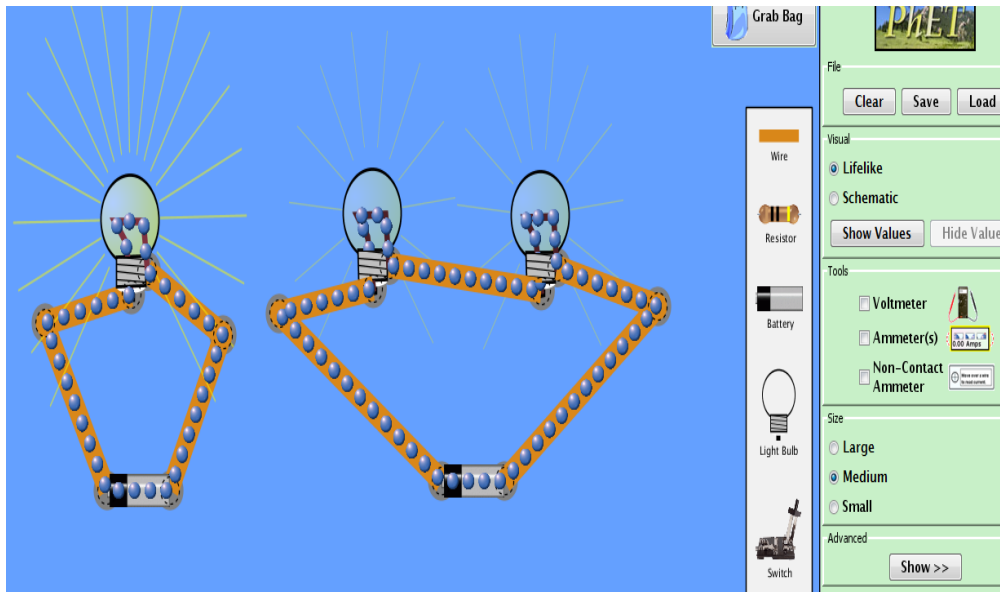 Grab Bag
PhET
File
Clear Save Load
Visual
Lifelike
Schematic
Show Values Hide Value
Tools
Voltmeter
Ammeter(s)
0.00 Amps
Non-Contact
Ammeter
Size
Large
Medium
Small
Advanced
Show >>
Wire
Resistor
Battery
Light Bulb
Switch